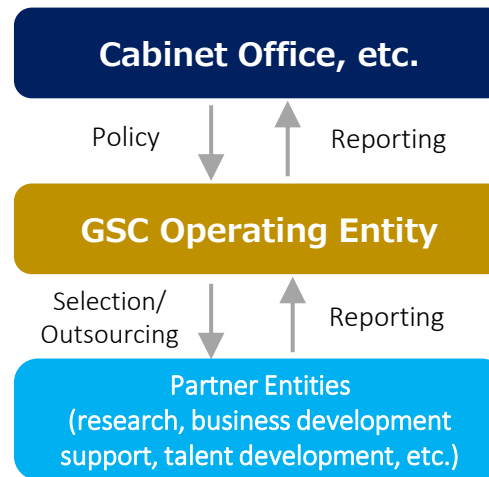 Cabinet Office, etc.
Policy
Reporting
GSC Operating Entity
Selection/
Outsourcing
Reporting
Partner Entities
(research, business development
support, talent development, etc.)